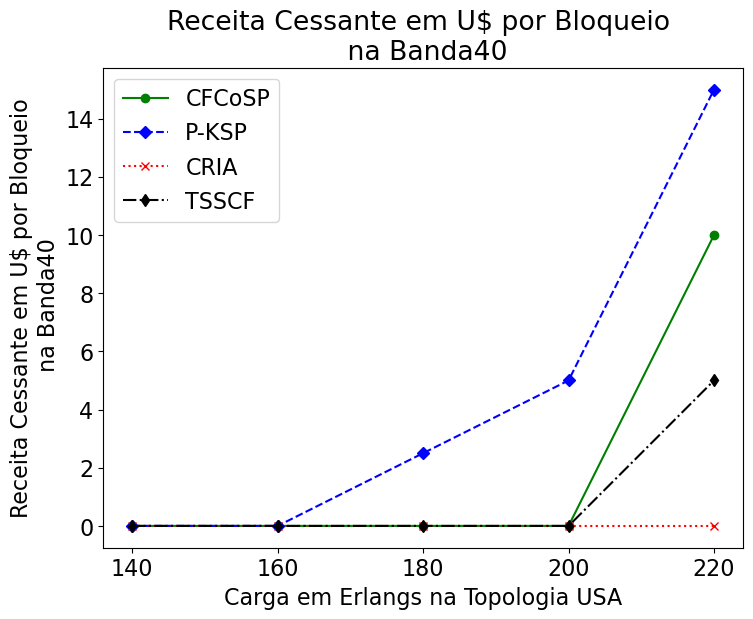 Receita Cessante em U$ por Bloqueio
na Banda40
CFCoSP
P-KSP
CRIA
TSSCF
Receita Cessante em U$ por Bloqueio
na Banda40
14
12
10
8
6
4
2
0
140 160 180 200 220
Carga em Erlangs na Topologia USA